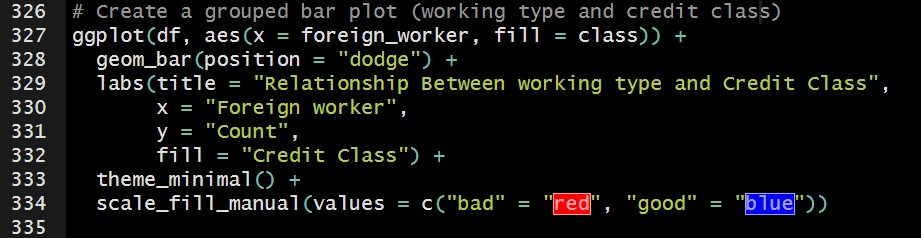 326 # Create a grouped bar plot (working type and credit class)
327 ggplot(df, aes(x = foreign_worker, fill = class)) +
328   geom_bar(position = "dodge") +
329   labs(title = "Relationship Between working type and Credit Class",
330        x = "Foreign worker",
331        y = "Count",
332        fill = "Credit Class") +
333   theme_minimal() +
334   scale_fill_manual(values = c("bad" = "red", "good" = "blue"))
335